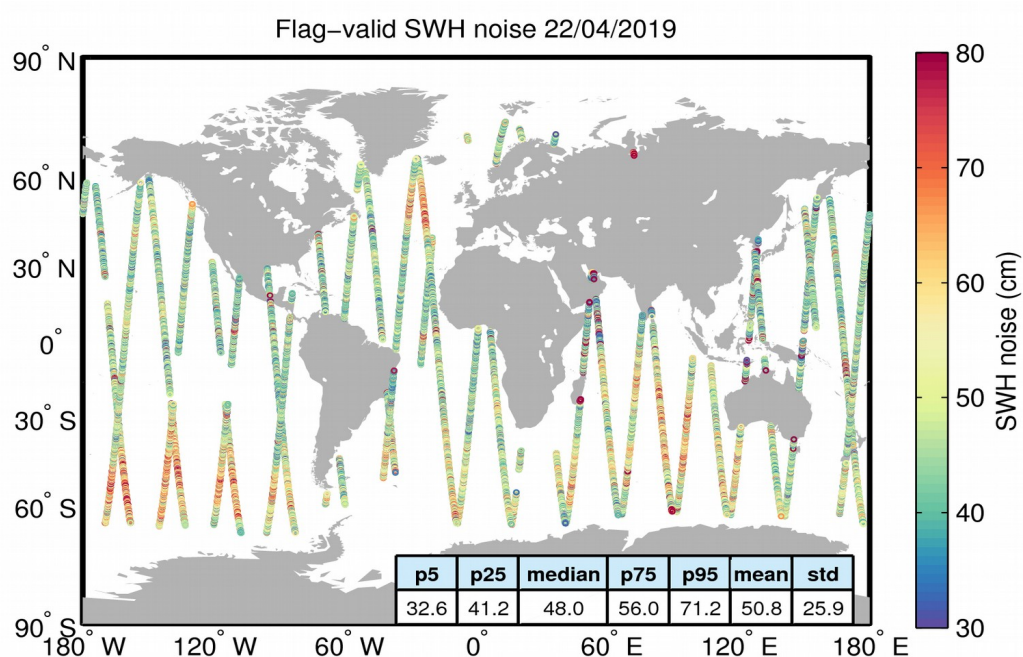 Flag−valid SWH noise 22/04/2019
90° N
60° N
30° N
0°
30° S
60° S
90° S
180° W
120° W
60° W
0°
60° E
120° E
180° E
80
70
60
50
40
30
SWH noise (cm)
p5 p25 median p75 p95 mean std
32.6 41.2 48.0 56.0 71.2 50.8 25.9